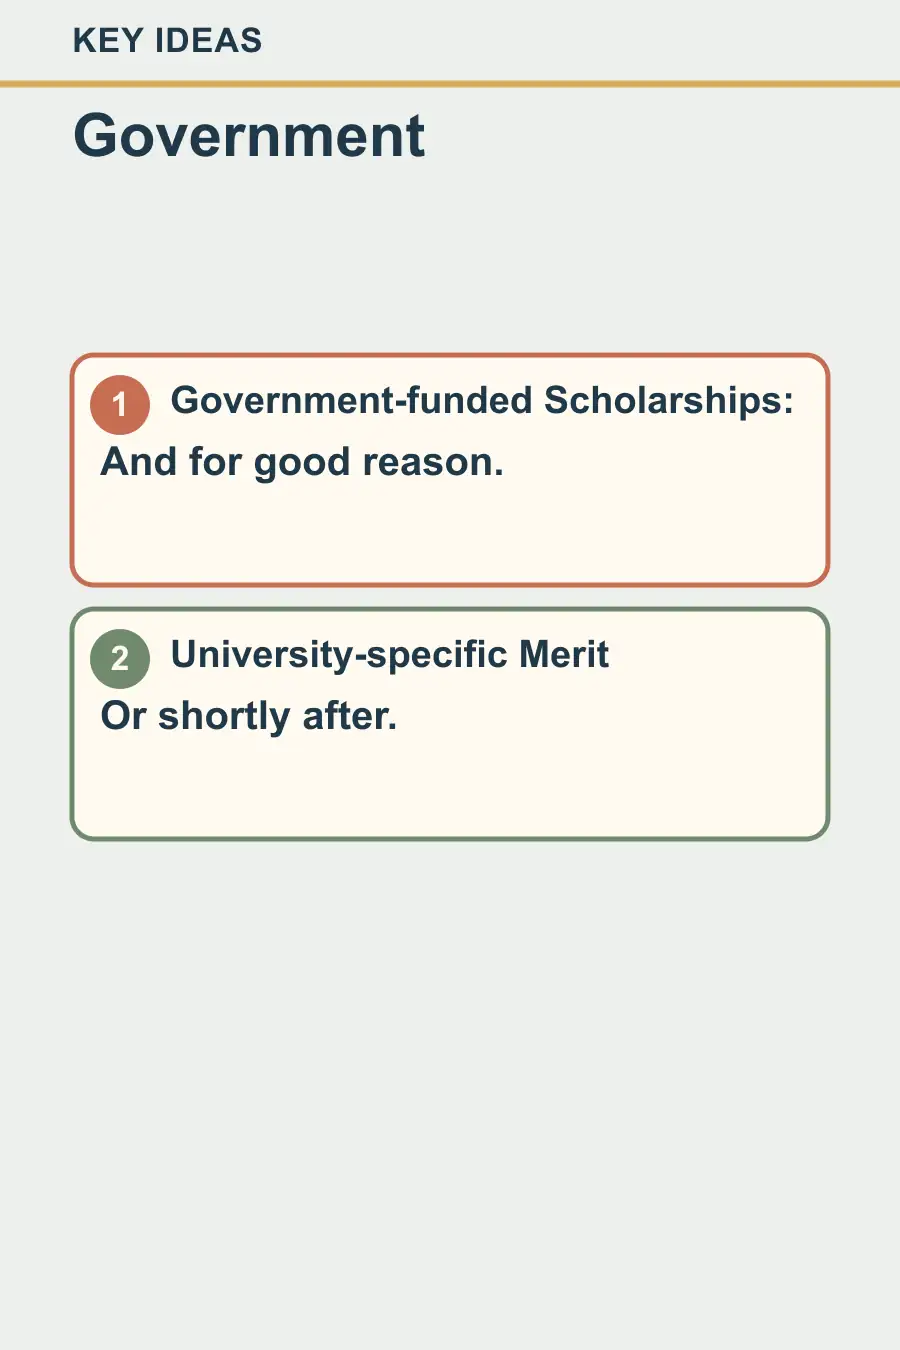 KEY IDEAS
Government
1 Government-funded Scholarships:
And for good reason.
2 University-specific Merit
Or shortly after.